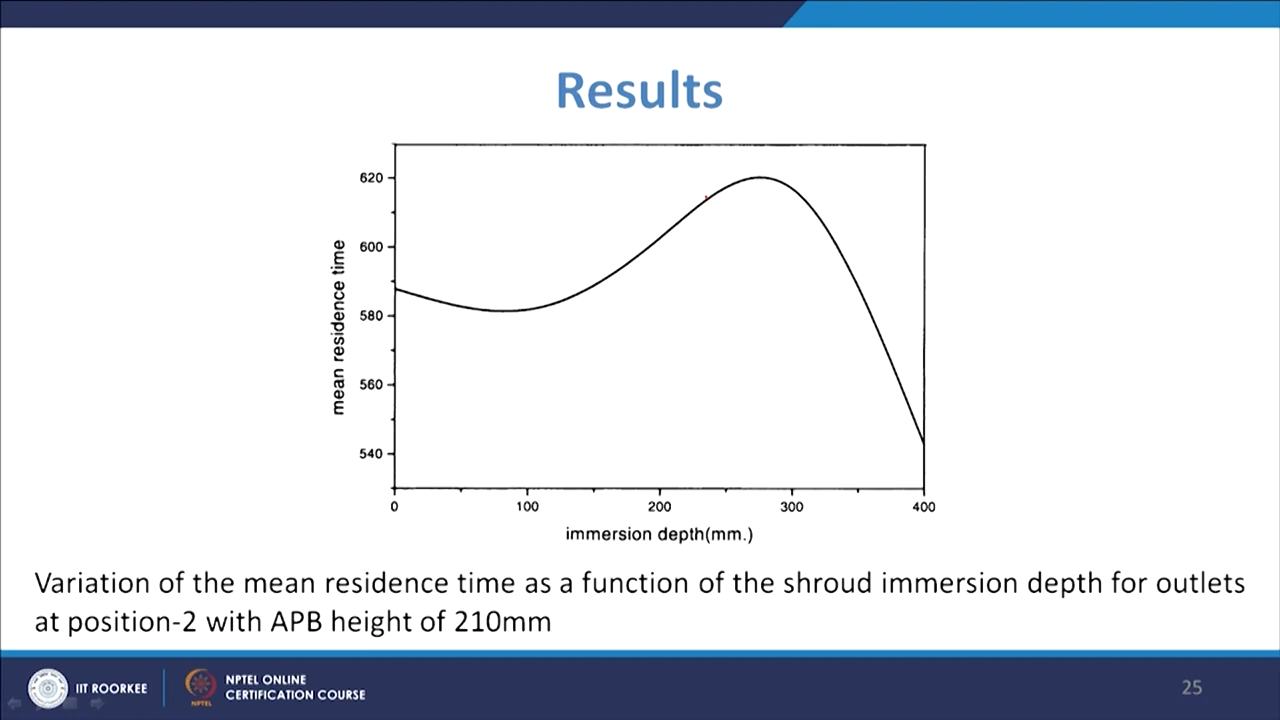 Results
620
600
580
560
540
mean residence time
0 100 200 300 400
immersion depth(mm.)
Variation of the mean residence time as a function of the shroud immersion depth for outlets
at position-2 with APB height of 210mm
IIT ROORKEE
NPTEL
NPTEL ONLINE
CERTIFICATION COURSE
25